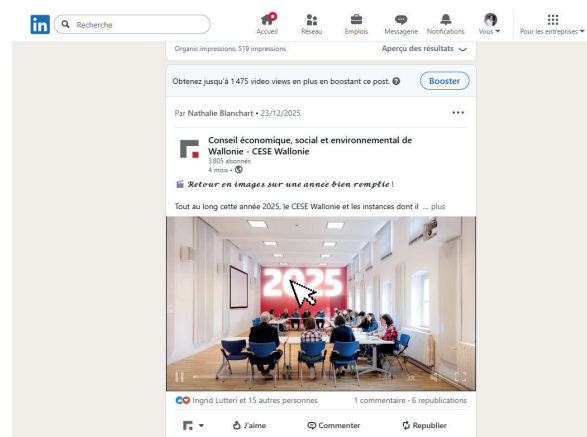 in
Recherche
Accueil
Réseau
Emplois
Messagerie
Notifications
Vous
Pour les entreprises
Organic impressions: 519 impressions
Aperçu des résultats
Obtenez jusqu'à 1 475 video views en plus en boostant ce post.
Booster
Par Nathalie Blanchart • 23/12/2025
Conseil économique, social et environnemental de
Wallonie - CESE Wallonie
3 805 abonnés
4 mois •
Retour en images sur une année bien remplie !
Tout au long cette année 2025, le CESE Wallonie et les instances dont il ... plus
2025
Ingrid Lutteri et 15 autres personnes
1 commentaire · 6 republications
J'aime
Commenter
Republier